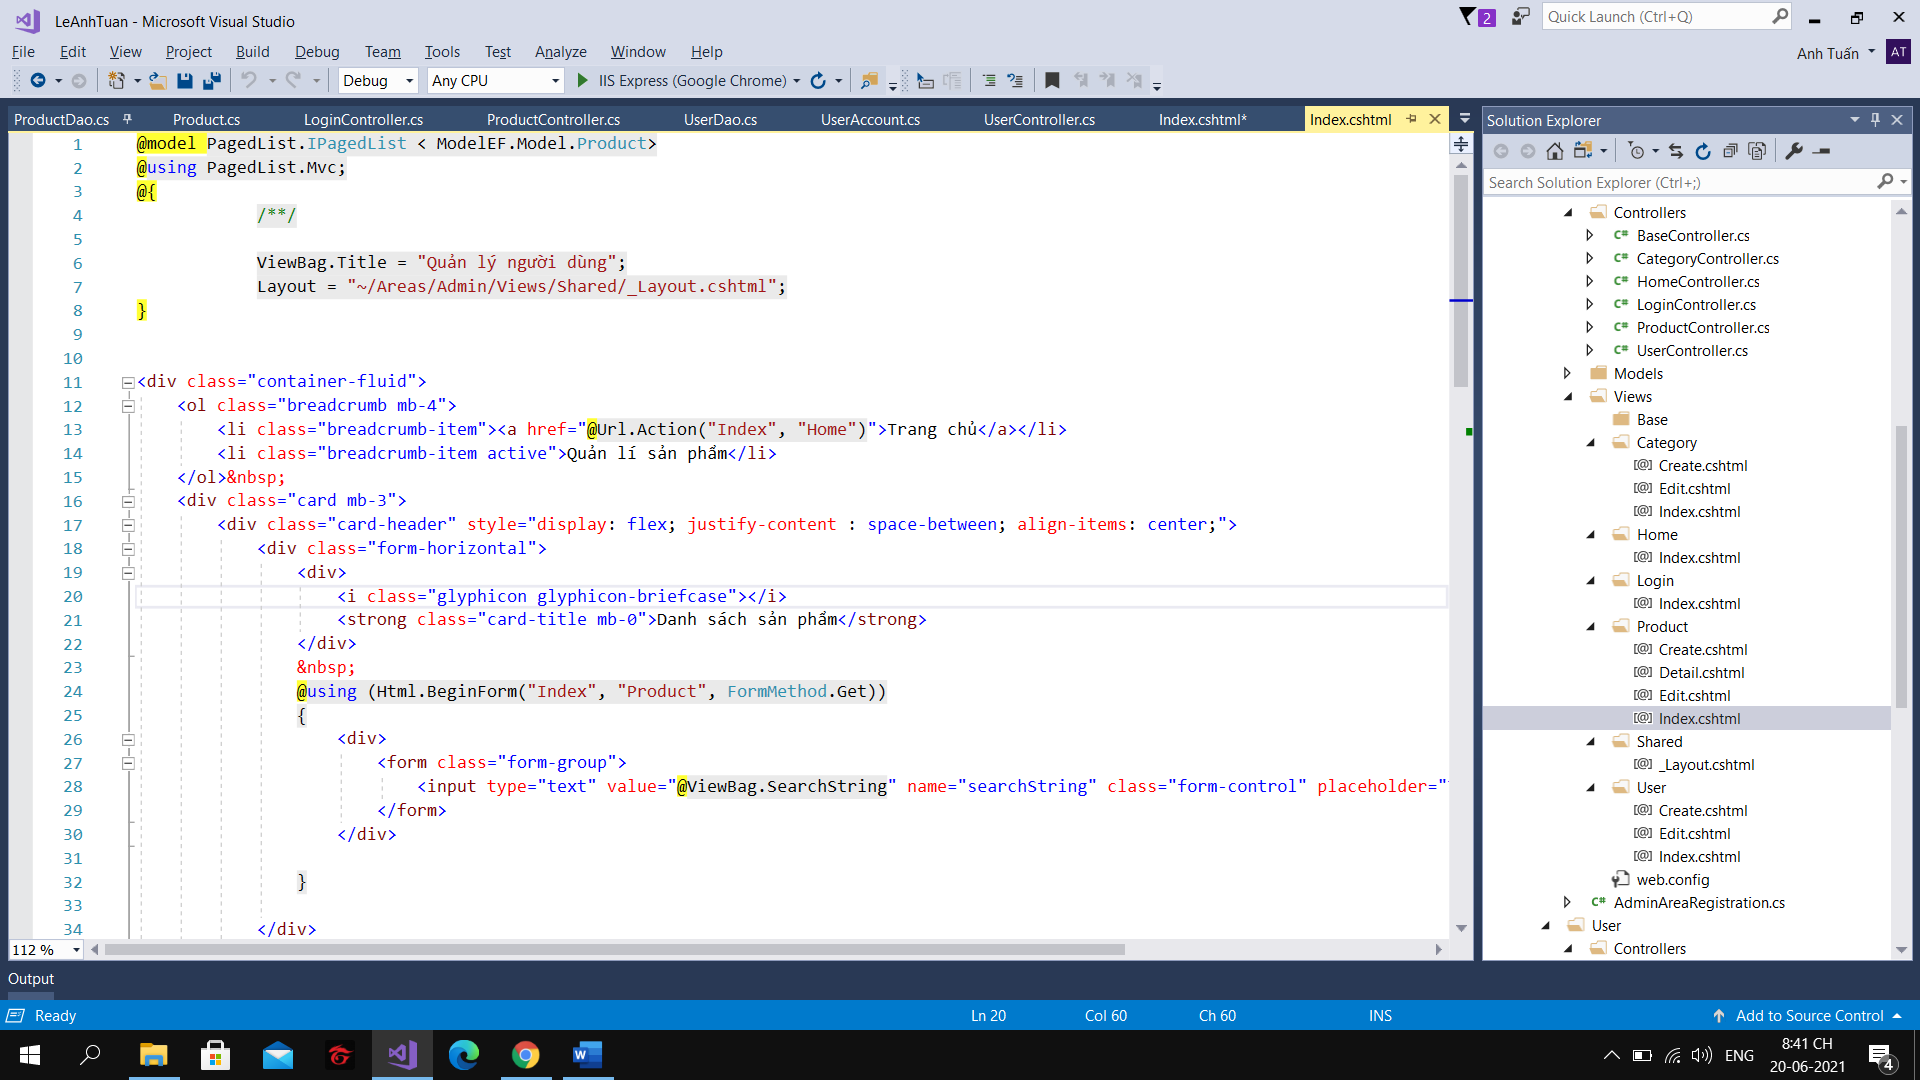 LeAnhTuan - Microsoft Visual Studio
2
Quick Launch (Ctrl+Q)
File Edit View Project Build Debug Team Tools Test Analyze Window Help
Anh Tuấn AT
Debug Any CPU IIS Express (Google Chrome)
ProductDao.cs Product.cs LoginController.cs ProductController.cs UserDao.cs UserAccount.cs UserController.cs Index.cshtml* Index.cshtml
1 @model PagedList.IPagedList < ModelEF.Model.Product>
2 @using PagedList.Mvc;
3 @{
4 /**/
5
6 ViewBag.Title = "Quản lý người dùng";
7 Layout = "~/Areas/Admin/Views/Shared/_Layout.cshtml";
8 }
9
10
11 <div class="container-fluid">
12 <ol class="breadcrumb mb-4">
13 <li class="breadcrumb-item"><a href="@Url.Action("Index", "Home")">Trang chủ</a></li>
14 <li class="breadcrumb-item active">Quản lí sản phẩm</li>
15 </ol>&nbsp;
16 <div class="card mb-3">
17 <div class="card-header" style="display: flex; justify-content : space-between; align-items: center;">
18 <div class="form-horizontal">
19 <div>
20 <i class="glyphicon glyphicon-briefcase"></i>
21 <strong class="card-title mb-0">Danh sách sản phẩm</strong>
22 </div>
23 &nbsp;
24 @using (Html.BeginForm("Index", "Product", FormMethod.Get))
25 {
26 <div>
27 <form class="form-group">
28 <input type="text" value="@ViewBag.SearchString" name="searchString" class="form-control" placeholder="
29 </form>
30 </div>
31
32 }
33
34 </div>
112 %
Solution Explorer
Search Solution Explorer (Ctrl+;)
Controllers
C# BaseController.cs
C# CategoryController.cs
C# HomeController.cs
C# LoginController.cs
C# ProductController.cs
C# UserController.cs
Models
Views
Base
Category
[@] Create.cshtml
[@] Edit.cshtml
[@] Index.cshtml
Home
[@] Index.cshtml
Login
[@] Index.cshtml
Product
[@] Create.cshtml
[@] Detail.cshtml
[@] Edit.cshtml
[@] Index.cshtml
Shared
[@] _Layout.cshtml
User
[@] Create.cshtml
[@] Edit.cshtml
[@] Index.cshtml
web.config
C# AdminAreaRegistration.cs
User
Controllers
Output
Ready Ln 20 Col 60 Ch 60 INS Add to Source Control
ENG 8:41 CH
20-06-2021
4